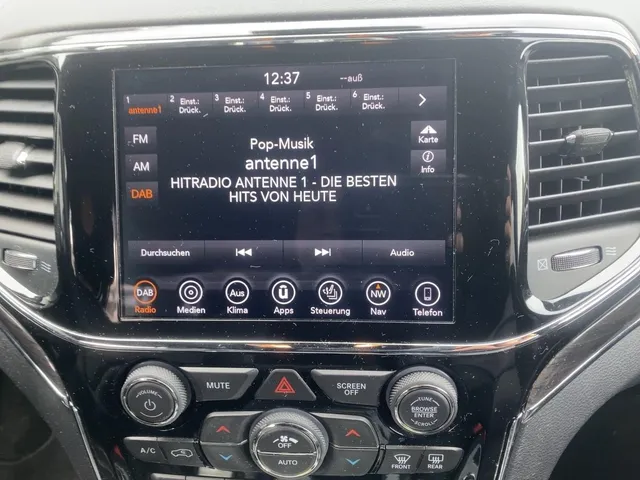 12:37 --auß
1 2 Einst.: 3 Einst.: 4 Einst.: 5 Einst.: 6 Einst.:
antenne1 Drück. Drück. Drück. Drück. Drück.
FM
AM
DAB
Pop-Musik
antenne1
HITRADIO ANTENNE 1 - DIE BESTEN
HITS VON HEUTE
Karte
Info
Durchsuchen Audio
DAB Aus NW
Radio Medien Klima Apps Steuerung Nav Telefon
VOLUME
MUTE
SCREEN
OFF
TUNE
BROWSE
ENTER
SCROLL
A/C
OFF
AUTO
FRONT
REAR